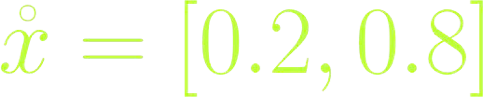 x̊ = [0.2, 0.8]